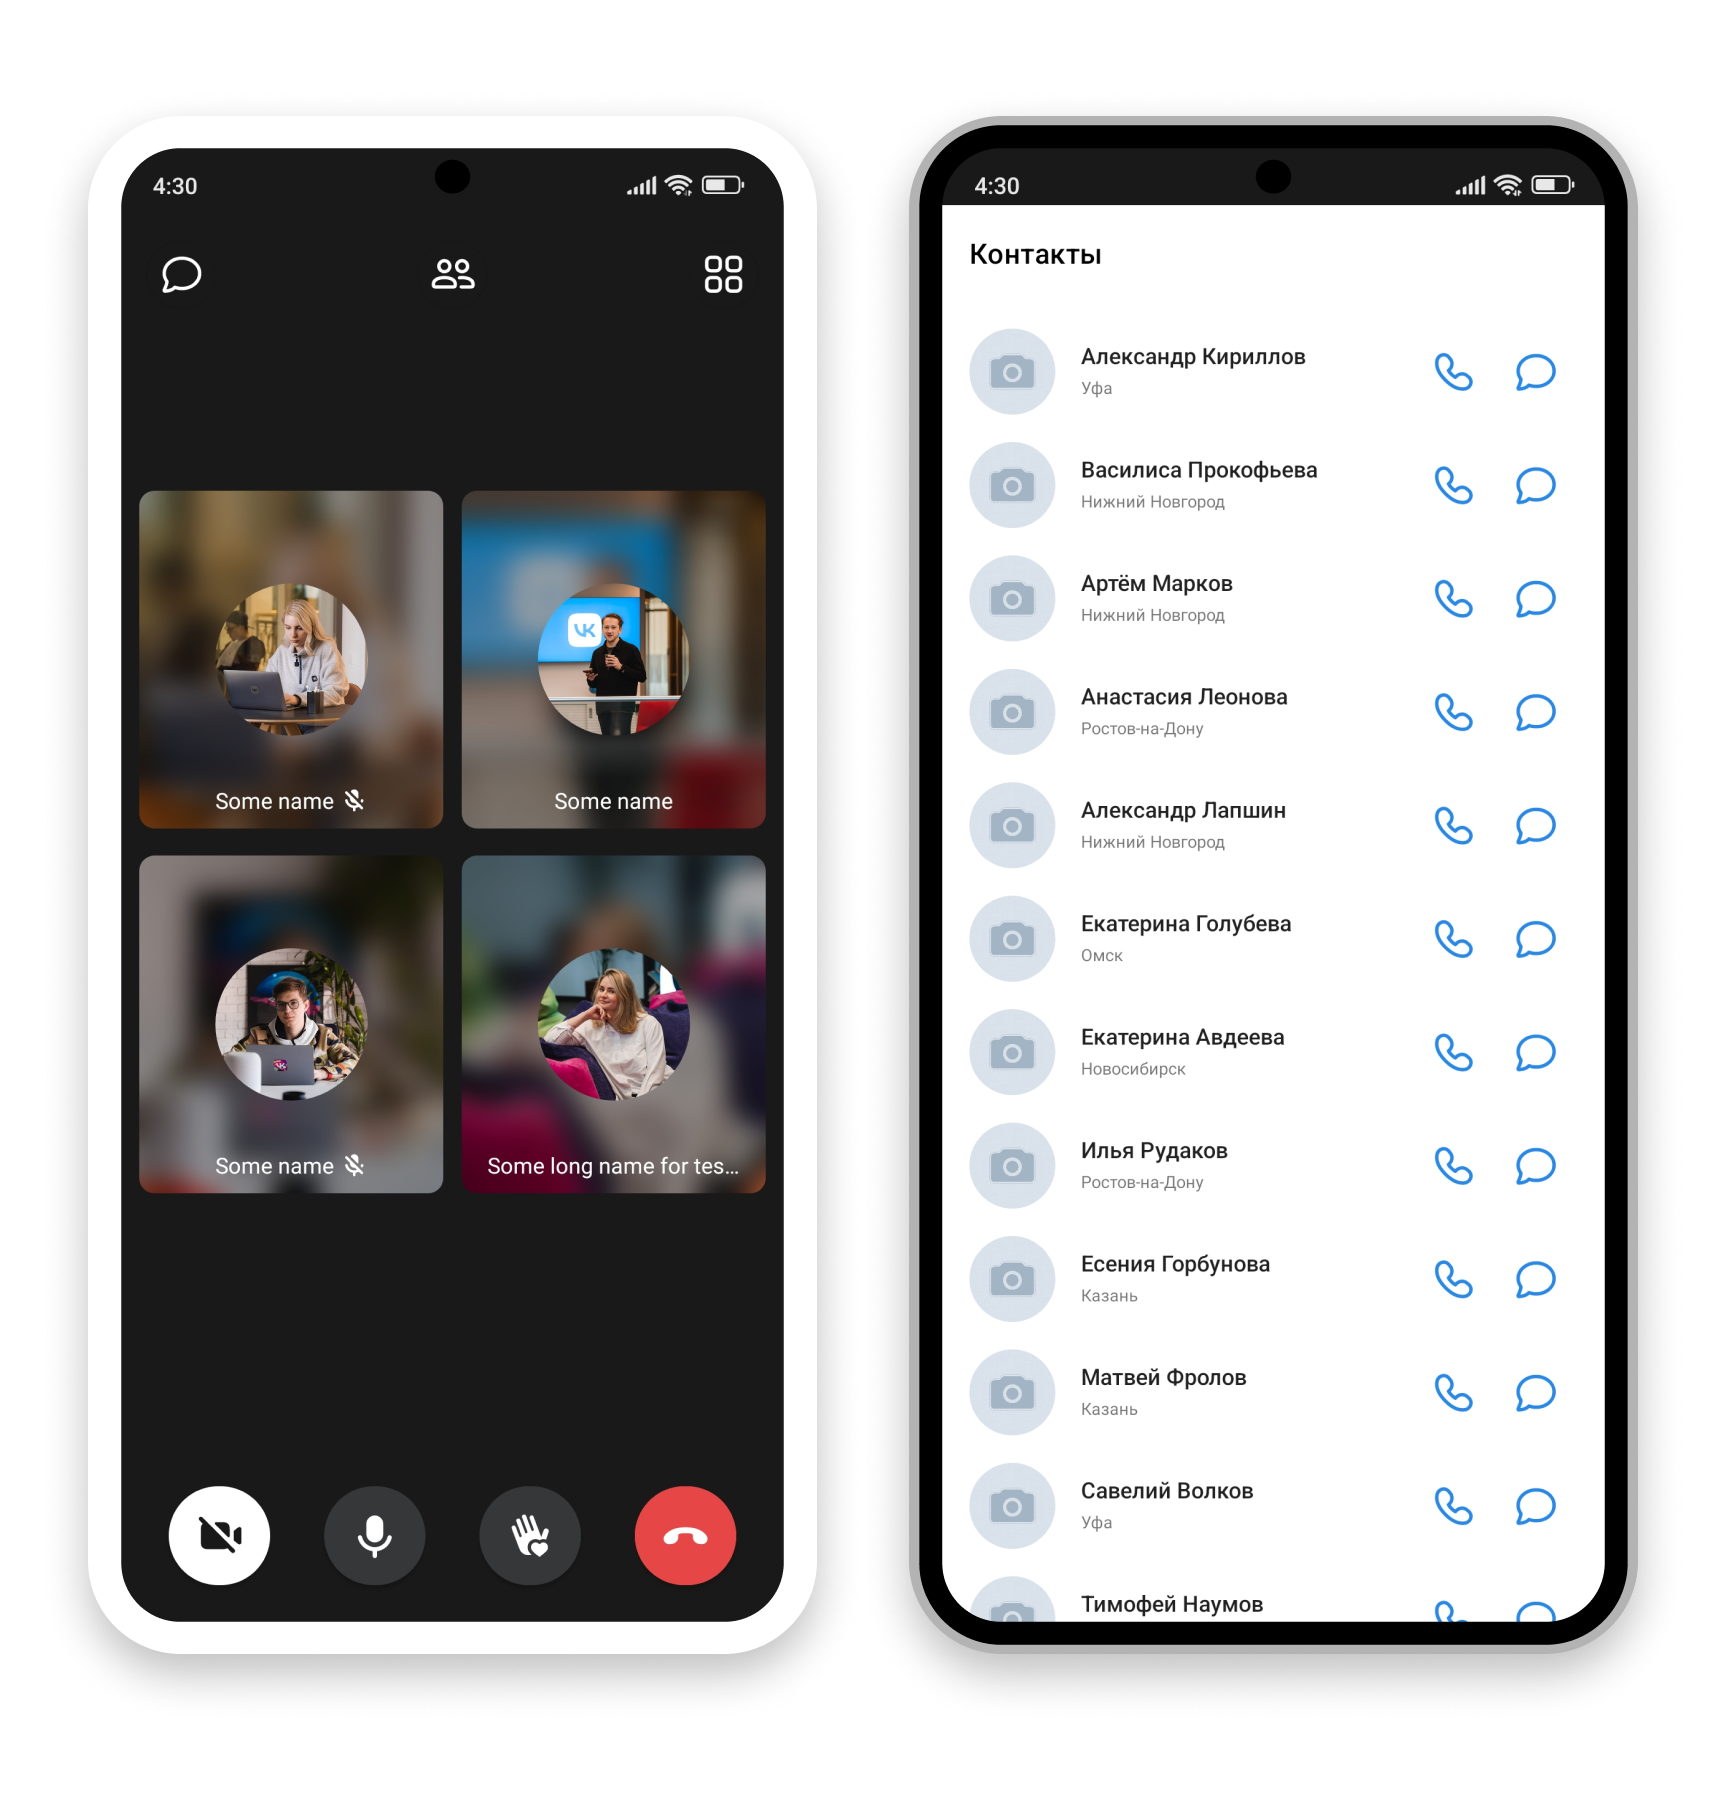 4:30
Some name
Some name
Some name
Some long name for tes...
VK
4:30
Контакты
Александр Кириллов
Уфа
Василиса Прокофьева
Нижний Новгород
Артём Марков
Нижний Новгород
Анастасия Леонова
Ростов-на-Дону
Александр Лапшин
Нижний Новгород
Екатерина Голубева
Омск
Екатерина Авдеева
Новосибирск
Илья Рудаков
Ростов-на-Дону
Есения Горбунова
Казань
Матвей Фролов
Казань
Савелий Волков
Уфа
Тимофей Наумов